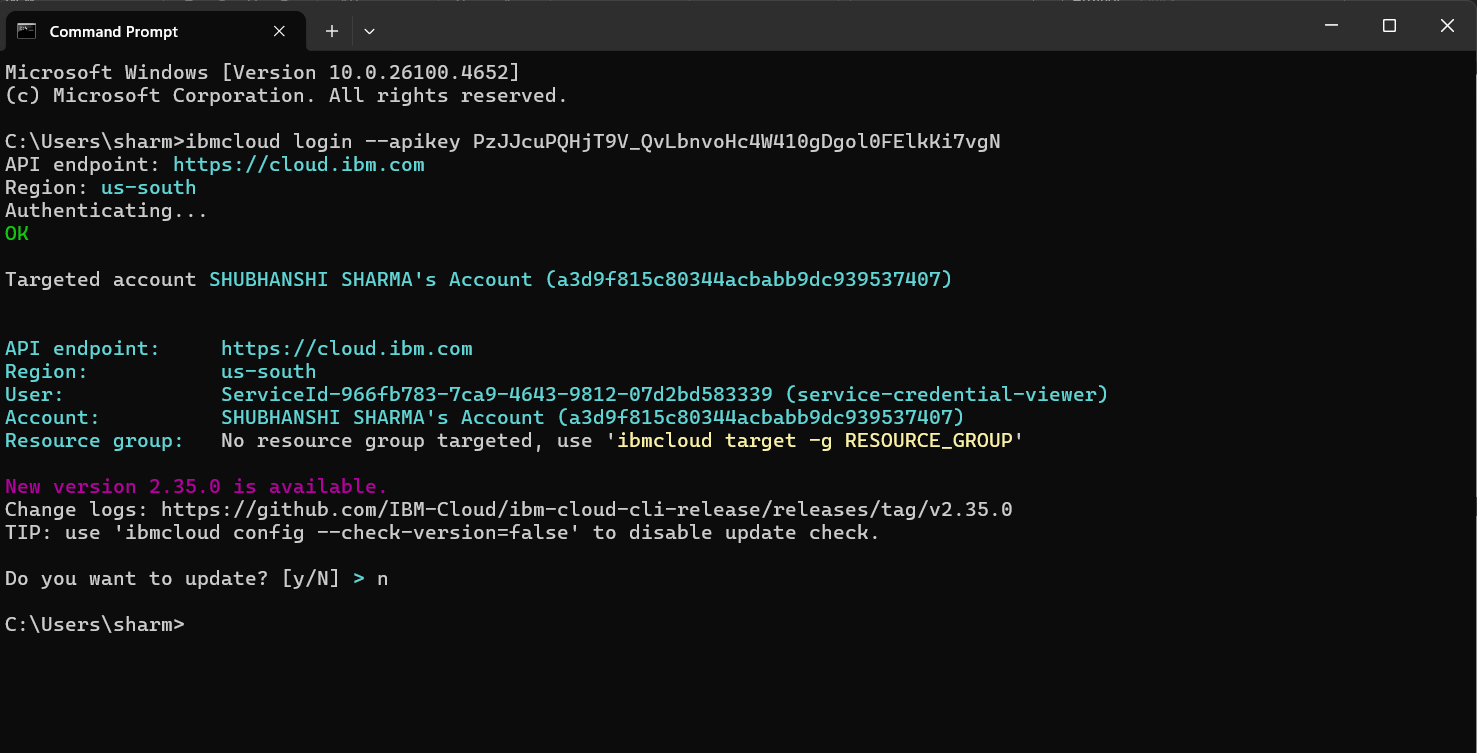 Command Prompt
Microsoft Windows [Version 10.0.26100.4652]
(c) Microsoft Corporation. All rights reserved.
C:\Users\sharm>ibmcloud login --apikey PzJJcuPQHjT9V_QvLbnvoHc4W410gDgol0FElkKi7vgN
API endpoint: https://cloud.ibm.com
Region: us-south
Authenticating...
OK
Targeted account SHUBHANSHI SHARMA's Account (a3d9f815c80344acbabb9dc939537407)
API endpoint: https://cloud.ibm.com
Region: us-south
User: ServiceId-966fb783-7ca9-4643-9812-07d2bd583339 (service-credential-viewer)
Account: SHUBHANSHI SHARMA's Account (a3d9f815c80344acbabb9dc939537407)
Resource group: No resource group targeted, use 'ibmcloud target -g RESOURCE_GROUP'
New version 2.35.0 is available.
Change logs: https://github.com/IBM-Cloud/ibm-cloud-cli-release/releases/tag/v2.35.0
TIP: use 'ibmcloud config --check-version=false' to disable update check.
Do you want to update? [y/N] > n
C:\Users\sharm>